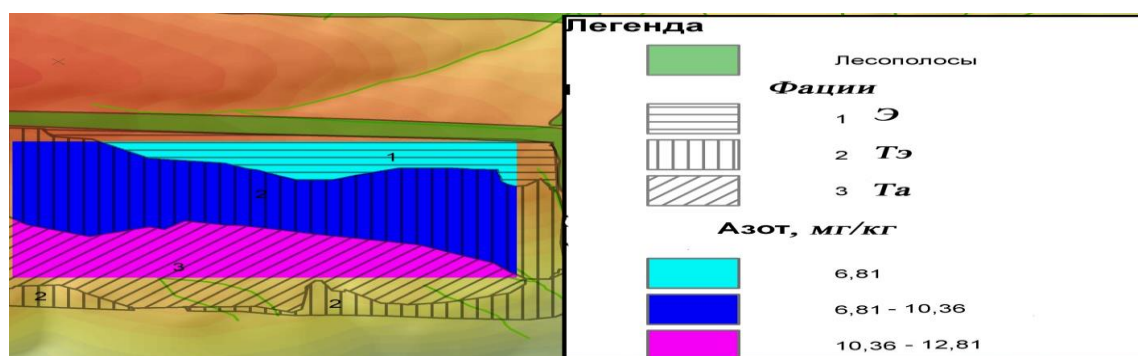 1
2
3
2
2
Легенда
Лесополосы
Фации
1 Э
2 Тэ
3 Та
Азот, мг/кг
6,81
6,81 - 10,36
10,36 - 12,81